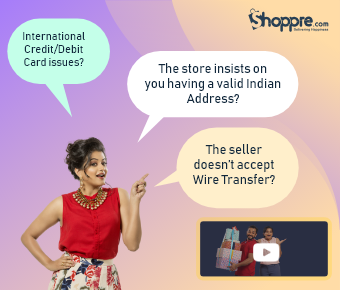 Shoppre.com
Delivering Happiness
International
Credit/Debit
Card issues?
The store insists on
you having a valid Indian
Address?
The seller
doesn't accept
Wire Transfer?